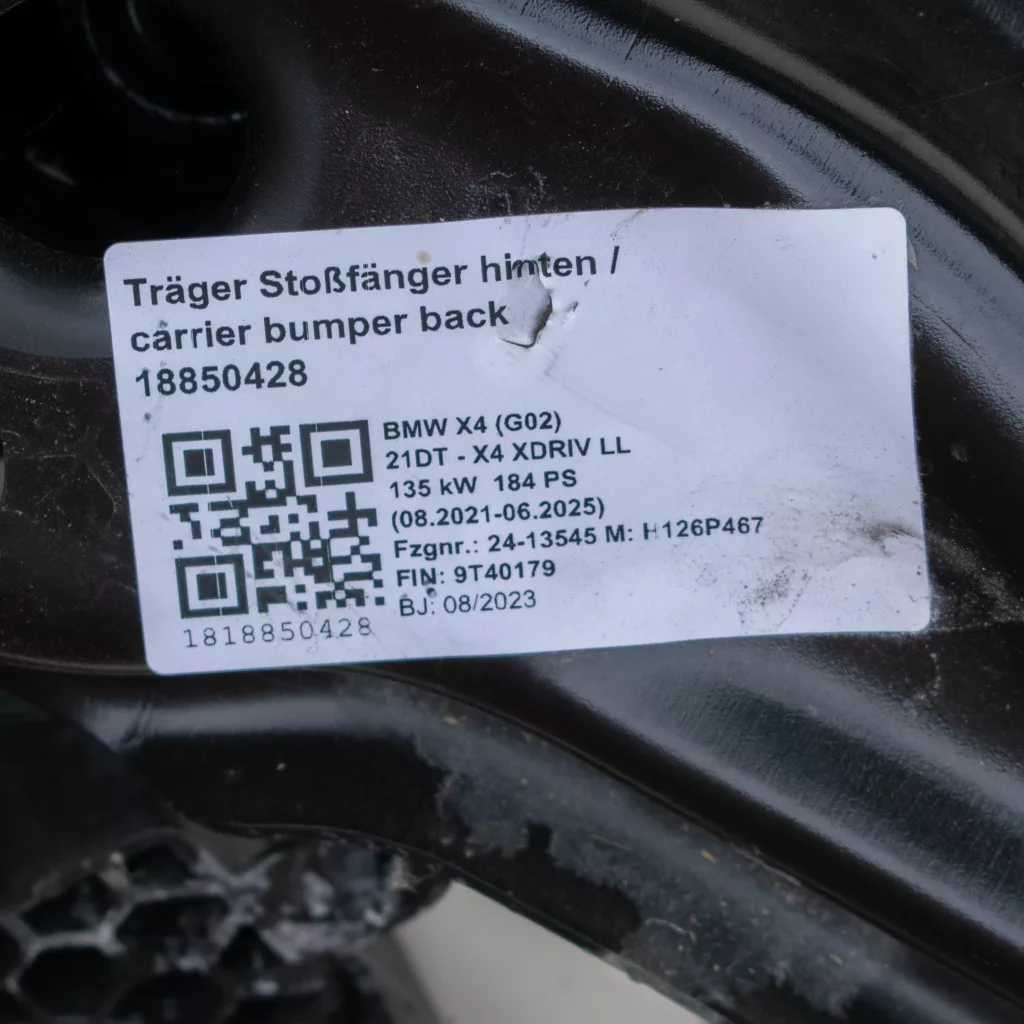 Träger Stoßfänger hinten /
carrier bumper back
18850428
BMW X4 (G02)
21DT - X4 XDRIV LL
135 kW 184 PS
(08.2021-06.2025)
Fzgnr.: 24-13545 M: H126P467
FIN: 9T40179
BJ: 08/2023
1818850428